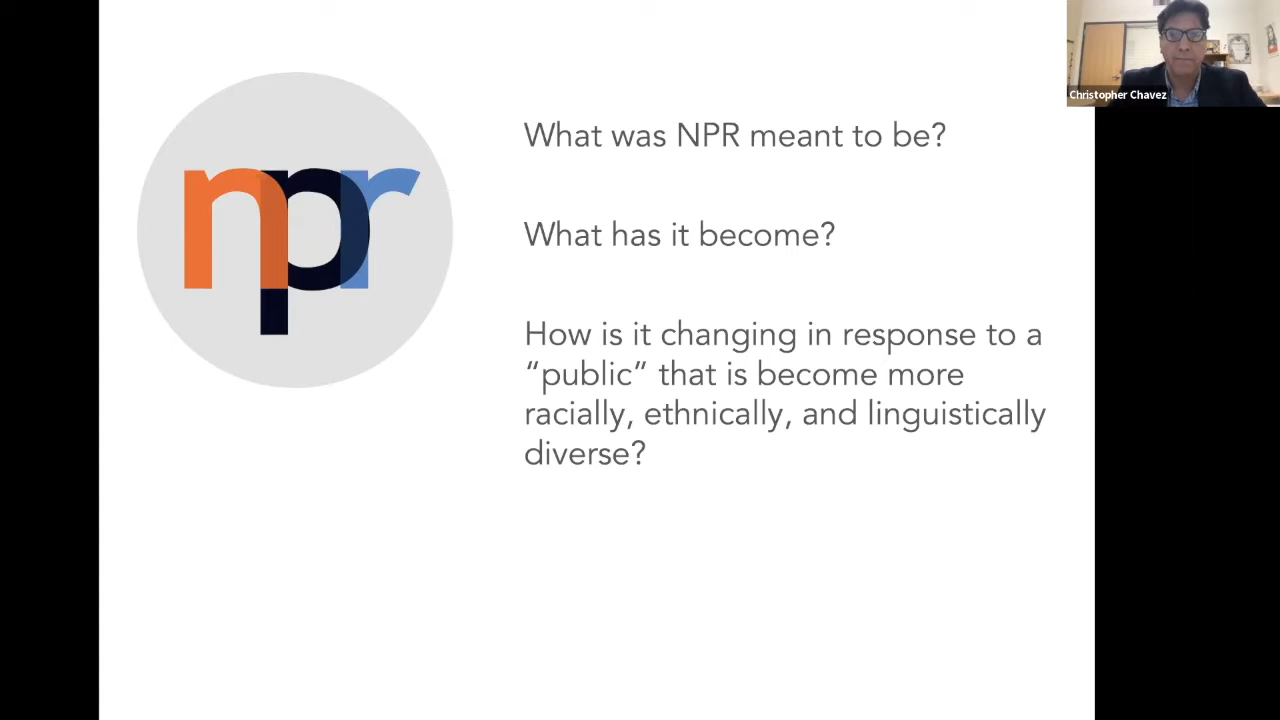 npr
What was NPR meant to be?
What has it become?
How is it changing in response to a
“public” that is become more
racially, ethnically, and linguistically
diverse?
Christopher Chavez